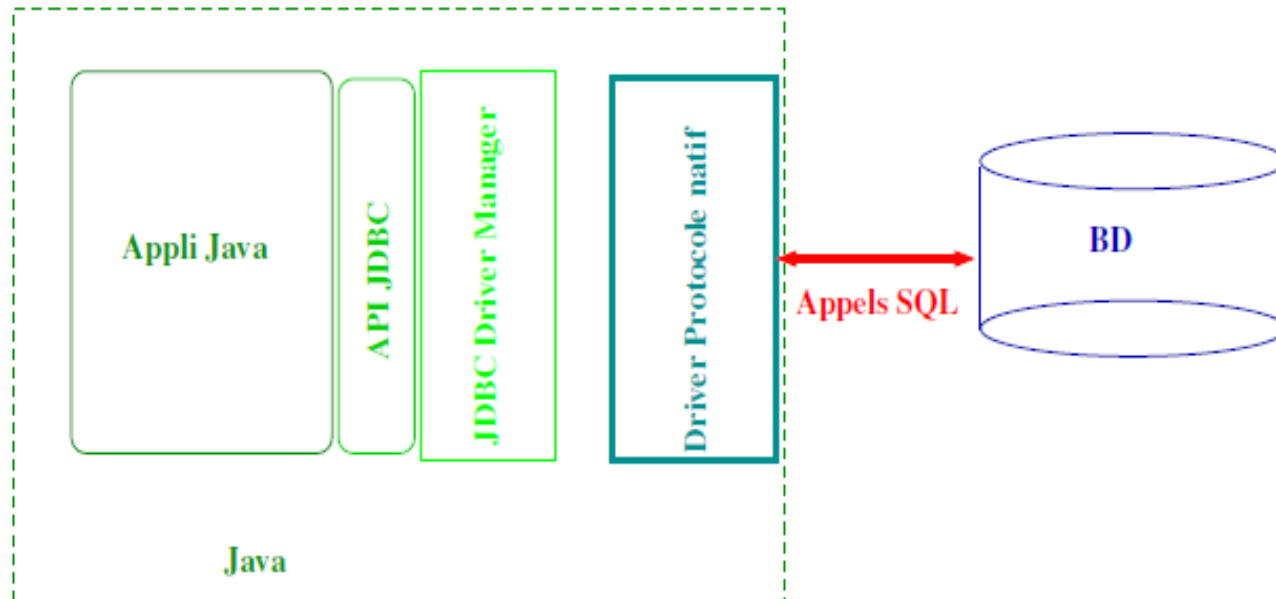 Appli Java
API JDBC
JDBC Driver Manager
Driver Protocole natif
Appels SQL
BD
Java